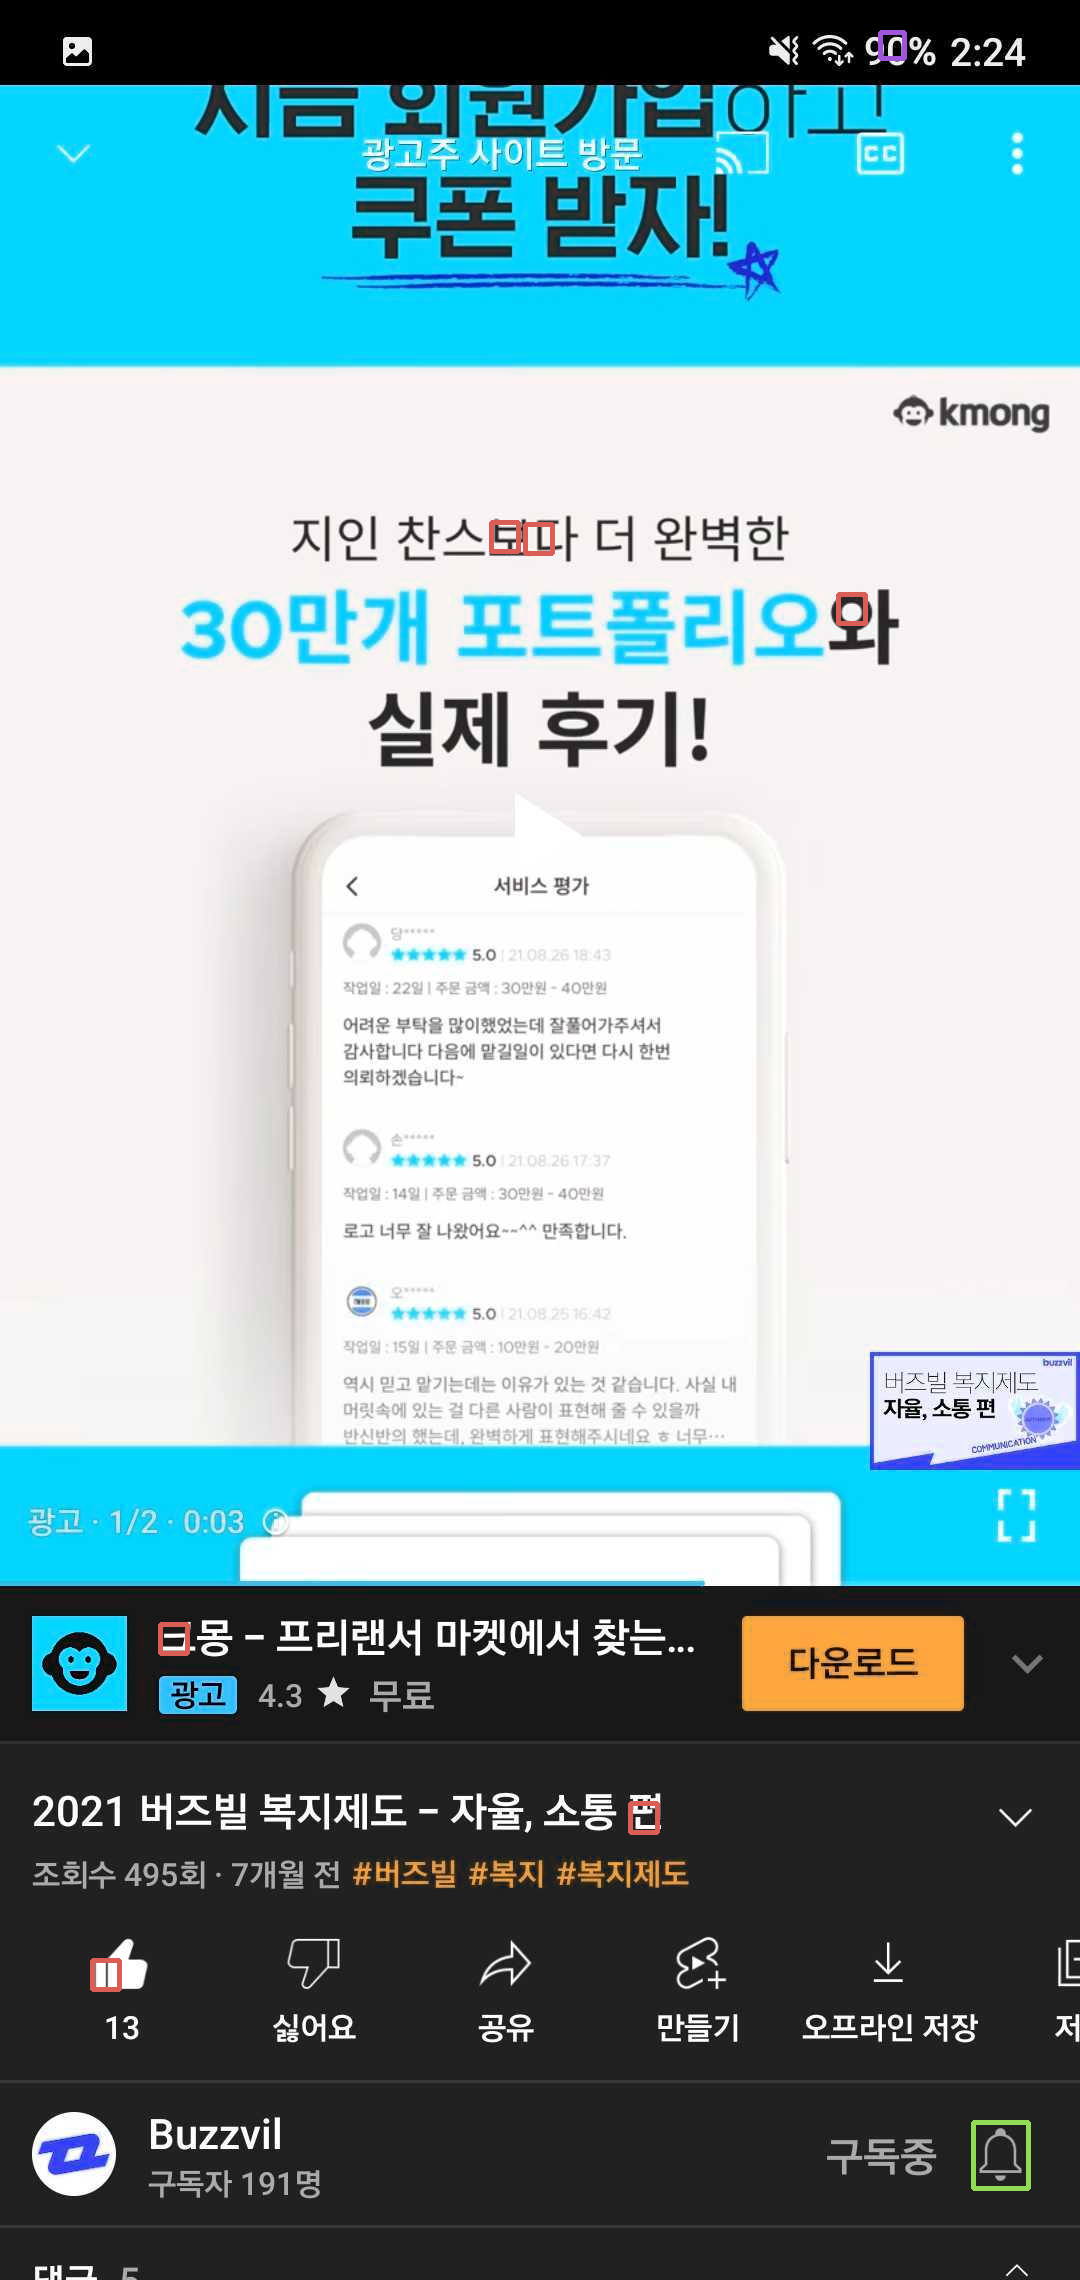 90% 2:24
지금 회원가입하고
광고주 사이트 방문
CC
쿠폰 받자!
kmong
지인 찬스보다 더 완벽한
30만개 포트폴리오와
실제 후기!
서비스 평가
당*****
5.0 | 21.08.26 18:43
작업일 : 22일 | 주문 금액 : 30만원 - 40만원
어려운 부탁을 많이했었는데 잘풀어가주셔서
감사합니다 다음에 맡길일이 있다면 다시 한번
의뢰하겠습니다~
손*****
5.0 | 21.08.26 17:37
작업일 : 14일 | 주문 금액 : 30만원 - 40만원
로고 너무 잘 나왔어요~~^^ 만족합니다.
오*****
5.0 | 21.08.25 16:42
작업일 : 15일 | 주문 금액 : 10만원 - 20만원
역시 믿고 맡기는데는 이유가 있는 것 같습니다. 사실 내
머릿속에 있는 걸 다른 사람이 표현해 줄 수 있을까
반신반의 했는데, 완벽하게 표현해주시네요 ㅎ 너무…
buzzvil
버즈빌 복지제도
자율, 소통 편
COMMUNICATION
광고 · 1/2 · 0:03
크몽 - 프리랜서 마켓에서 찾는...
광고 4.3 ★ 무료
다운로드
2021 버즈빌 복지제도 - 자율, 소통 편
조회수 495회 · 7개월 전 #버즈빌 #복지 #복지제도
13 싫어요 공유 만들기 오프라인 저장
Buzzvil
구독자 191명
구독중
댓글 5